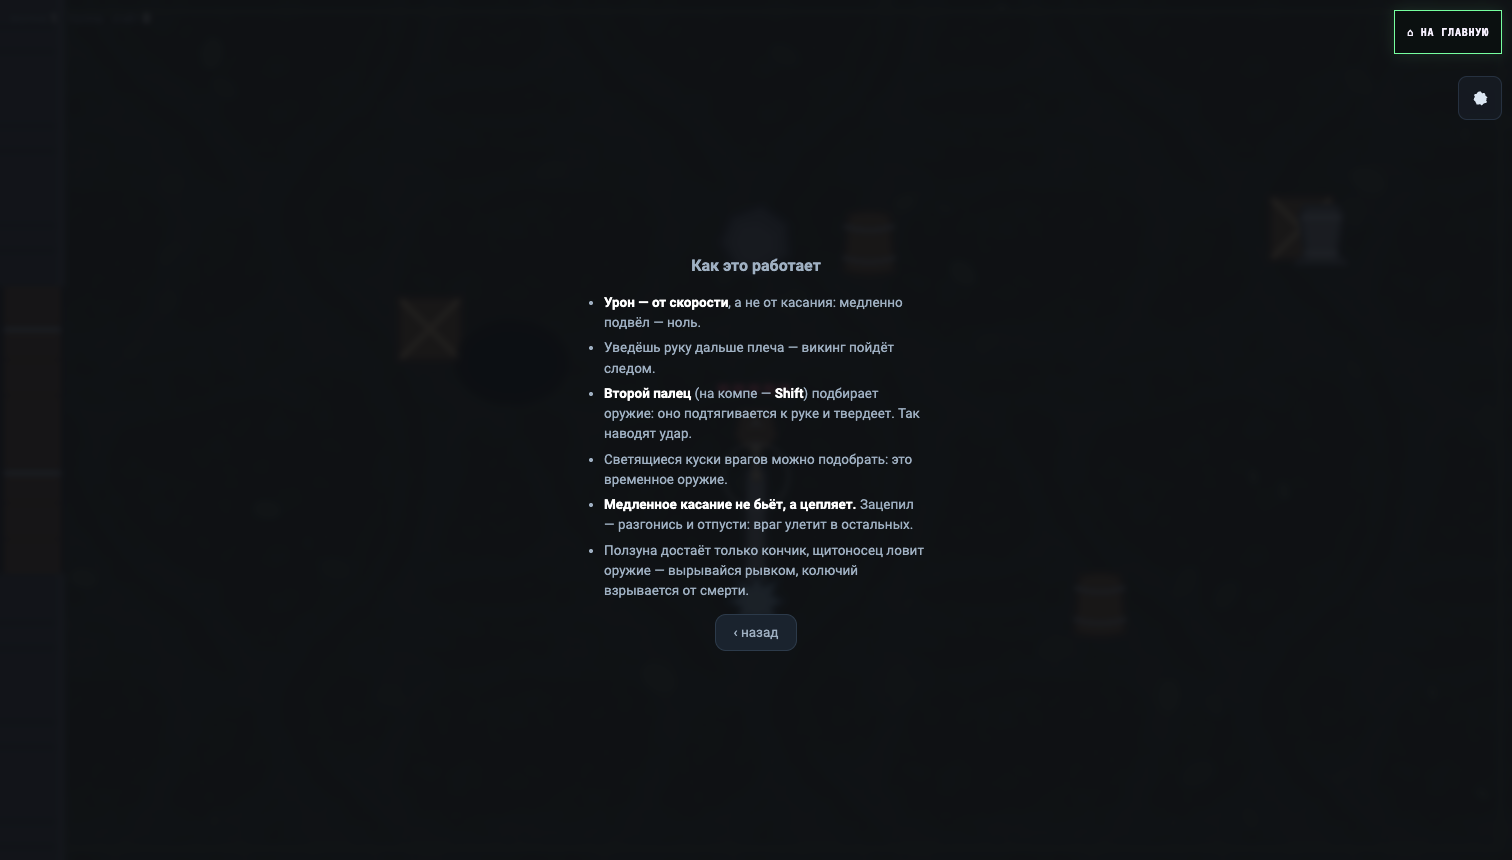 ⌂ НА ГЛАВНУЮ
Как это работает
• Урон — от скорости, а не от касания: медленно
подвёл — ноль.
• Уведёшь руку дальше плеча — викинг пойдёт
следом.
• Второй палец (на компе — Shift) подбирает
оружие: оно подтягивается к руке и твердеет. Так
наводят удар.
• Светящиеся куски врагов можно подобрать: это
временное оружие.
• Медленное касание не бьёт, а цепляет. Зацепил
— разгонись и отпусти: враг улетит в остальных.
• Ползуна достаёт только кончик, щитоносец ловит
оружие — вырывайся рывком, колючий
взрывается от смерти.
‹ назад